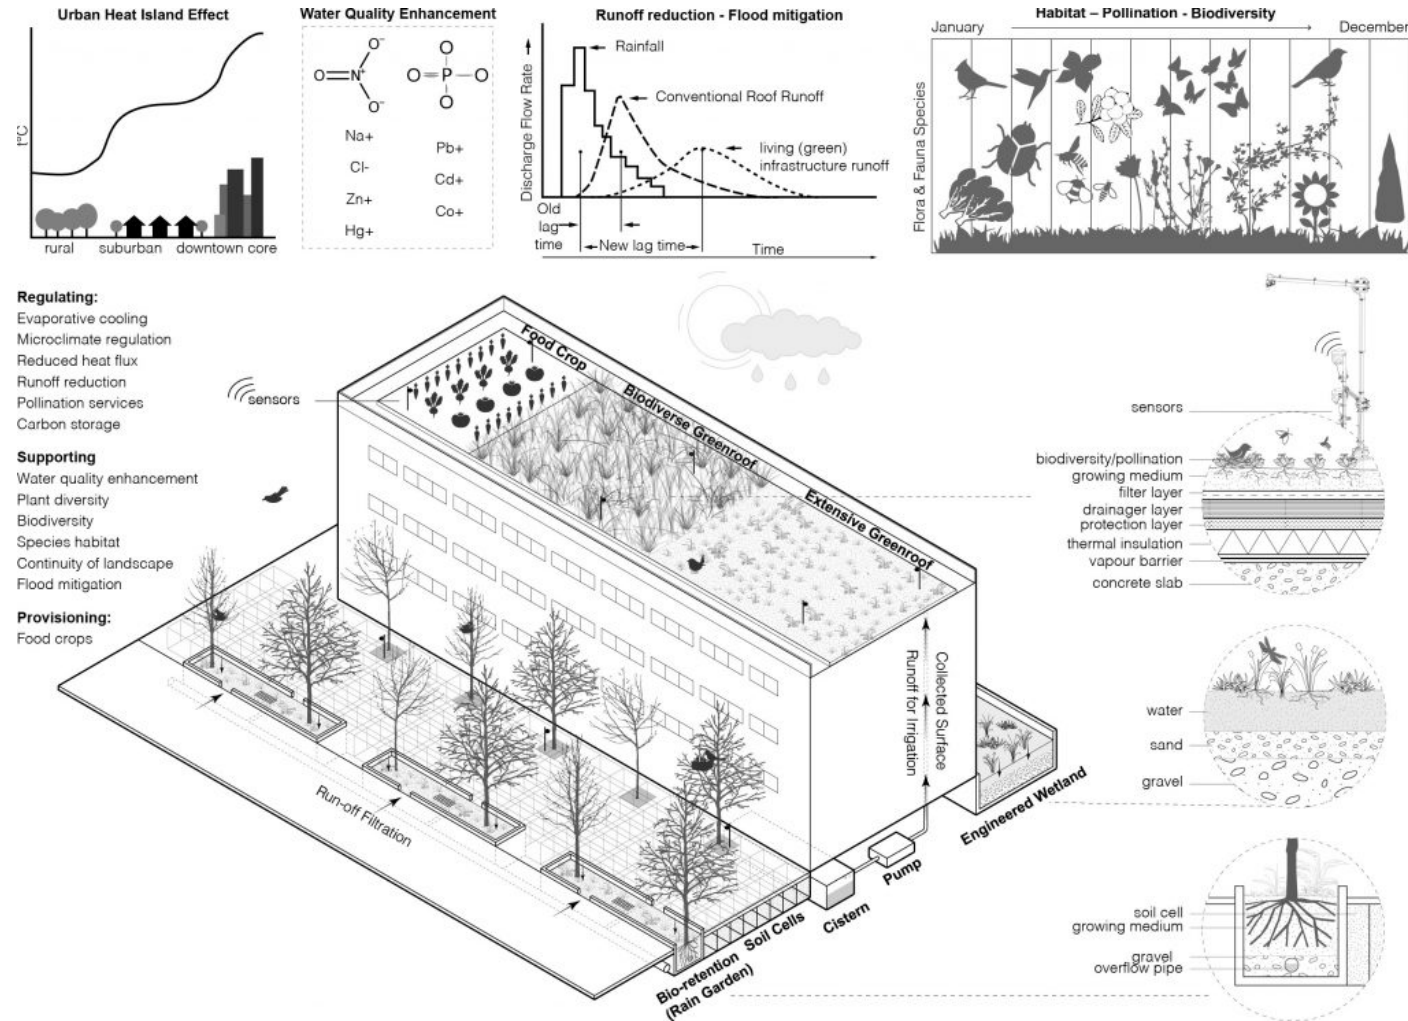 Urban Heat Island Effect
t°C
rural
suburban
downtown core
Water Quality Enhancement
O⁻
O
N⁺
O⁻
O
O
P
O
O
Na+
Cl-
Zn+
Hg+
Pb+
Cd+
Co+
Runoff reduction - Flood mitigation
Discharge Flow Rate
Rainfall
Conventional Roof Runoff
living (green)
infrastructure runoff
Old
lag
time
New lag time
Time
Habitat – Pollination - Biodiversity
January
December
Flora & Fauna Species
Regulating:
Evaporative cooling
Microclimate regulation
Reduced heat flux
Runoff reduction
Pollination services
Carbon storage
Supporting
Water quality enhancement
Plant diversity
Biodiversity
Species habitat
Continuity of landscape
Flood mitigation
Provisioning:
Food crops
sensors
Food Crop
Biodiverse Greenroof
Extensive Greenroof
Collected Surface
Runoff for Irrigation
Run-off Filtration
Engineered Wetland
Pump
Cistern
Soil Cells
Bio-retention
(Rain Garden)
sensors
biodiversity/pollination
growing medium
filter layer
drainager layer
protection layer
thermal insulation
vapour barrier
concrete slab
water
sand
gravel
soil cell
growing medium
gravel
overflow pipe